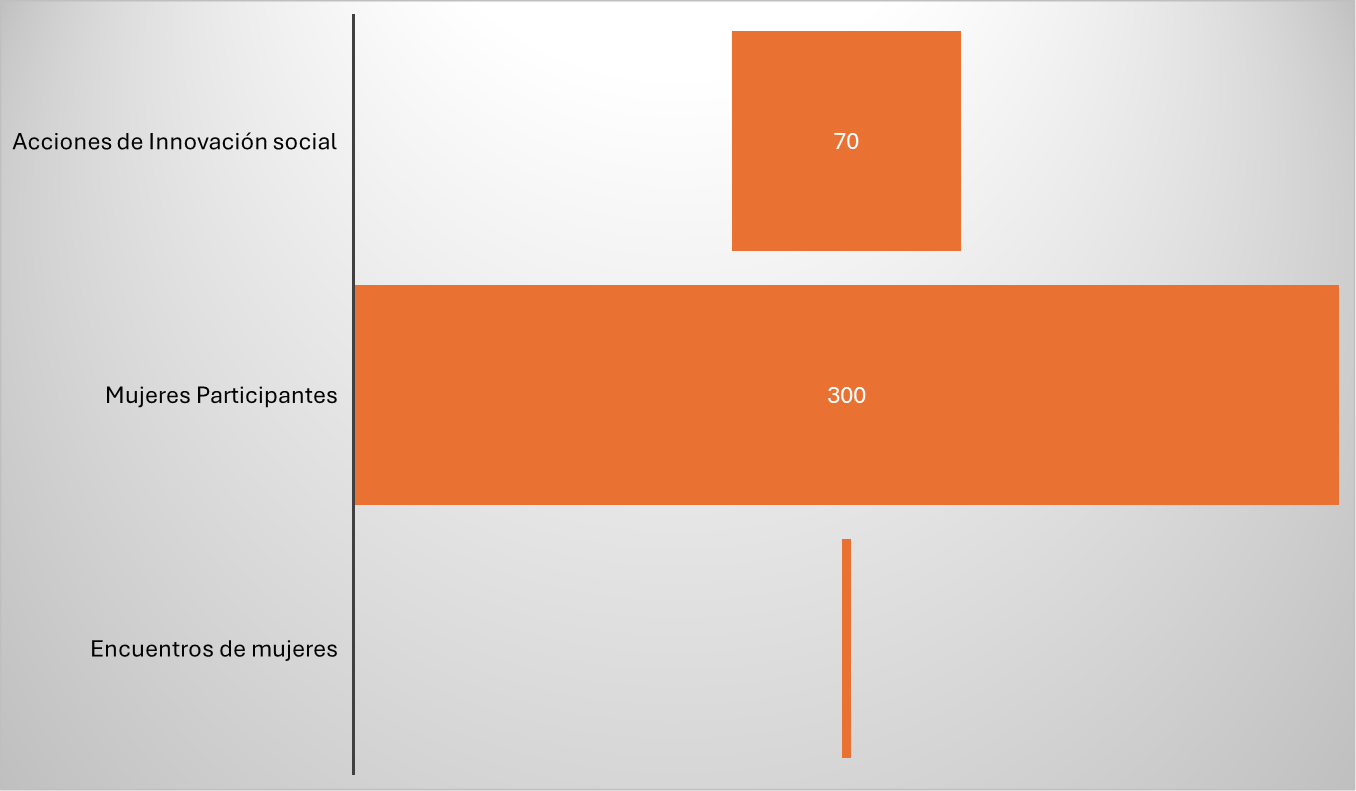 Acciones de Innovación social
70
Mujeres Participantes
300
Encuentros de mujeres